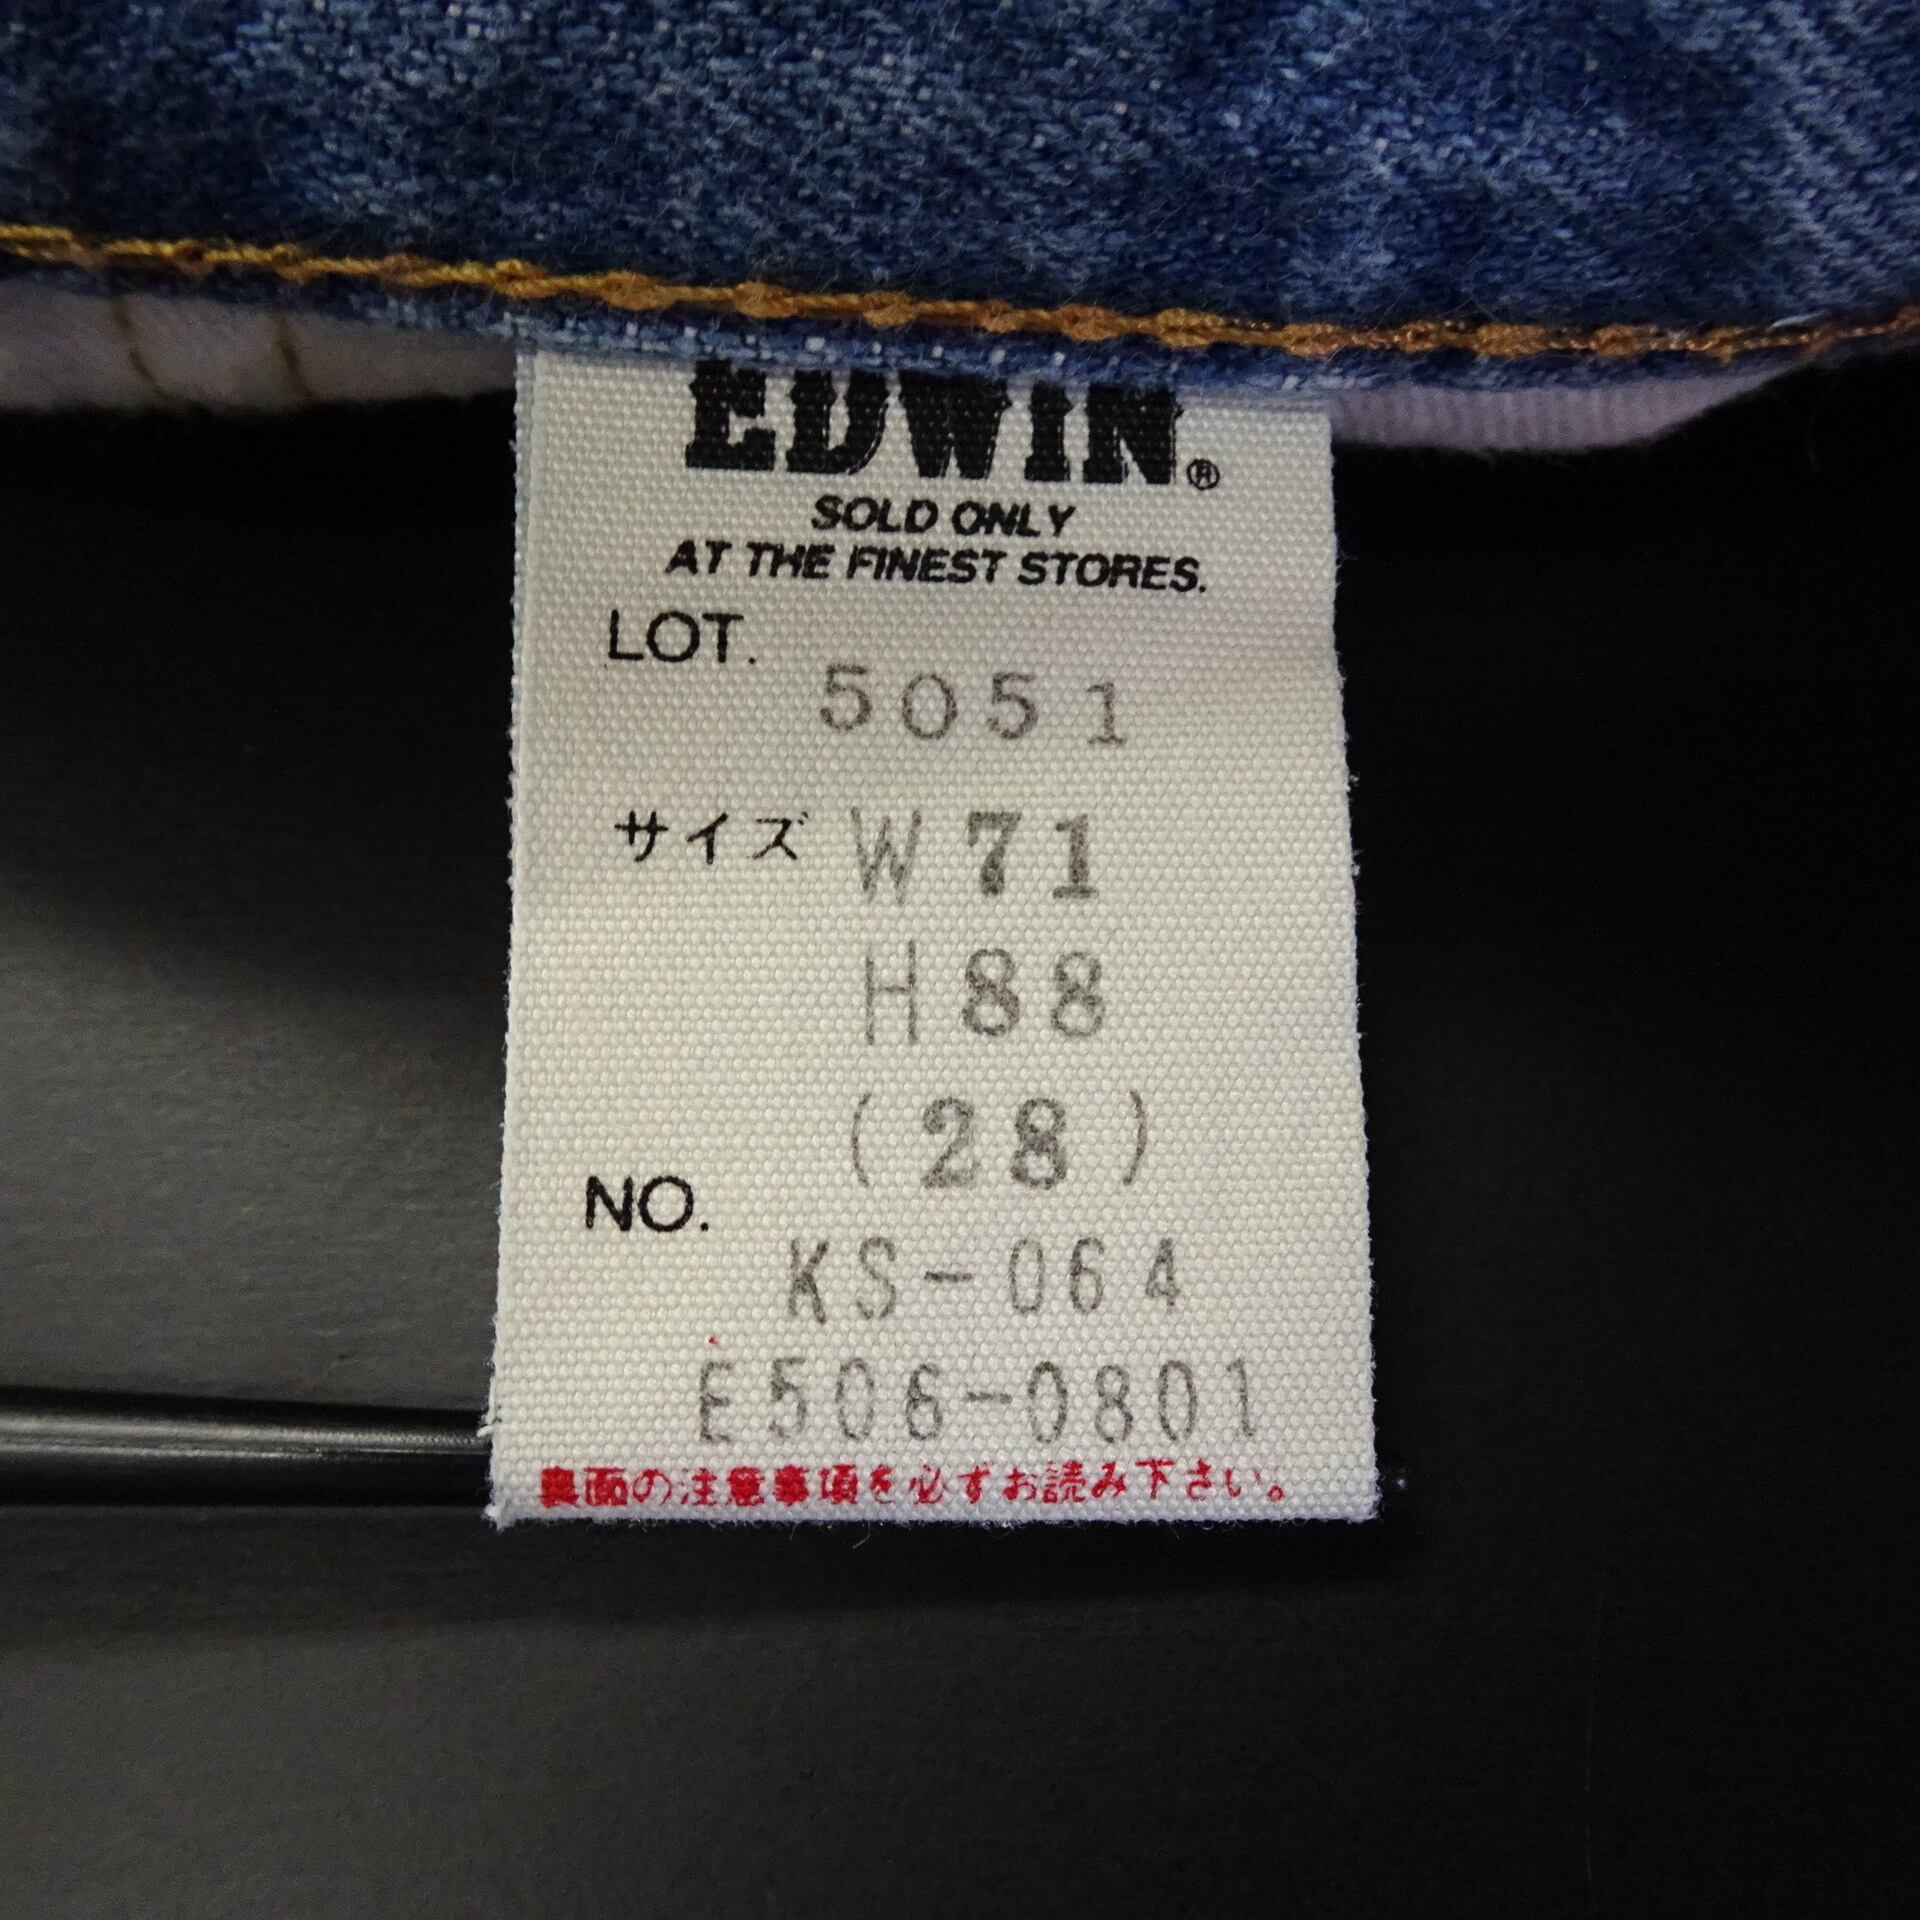 EDWIN®
SOLD ONLY
AT THE FINEST STORES.
LOT.
5051
サイズ W71
H88
(28)
NO.
KS-064
E506-0801
裏面の注意事項を必ずお読み下さい。